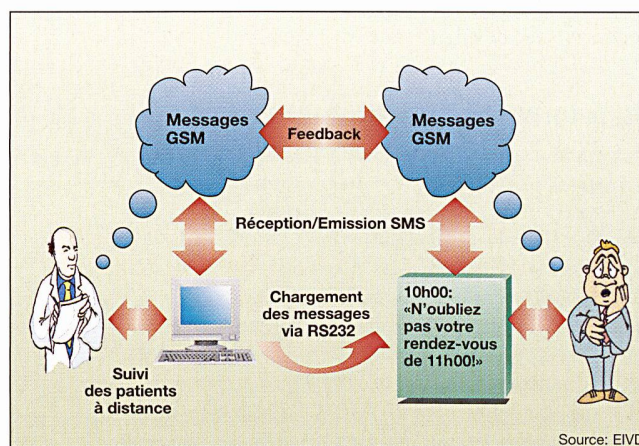 Messages
GSM
Feedback
Messages
GSM
Réception/Emission SMS
Chargement
des messages
via RS232
10h00:
«N'oubliez
pas votre
rendez-vous
de 11h00!»
Suivi
des patients
à distance
Source: EIVD